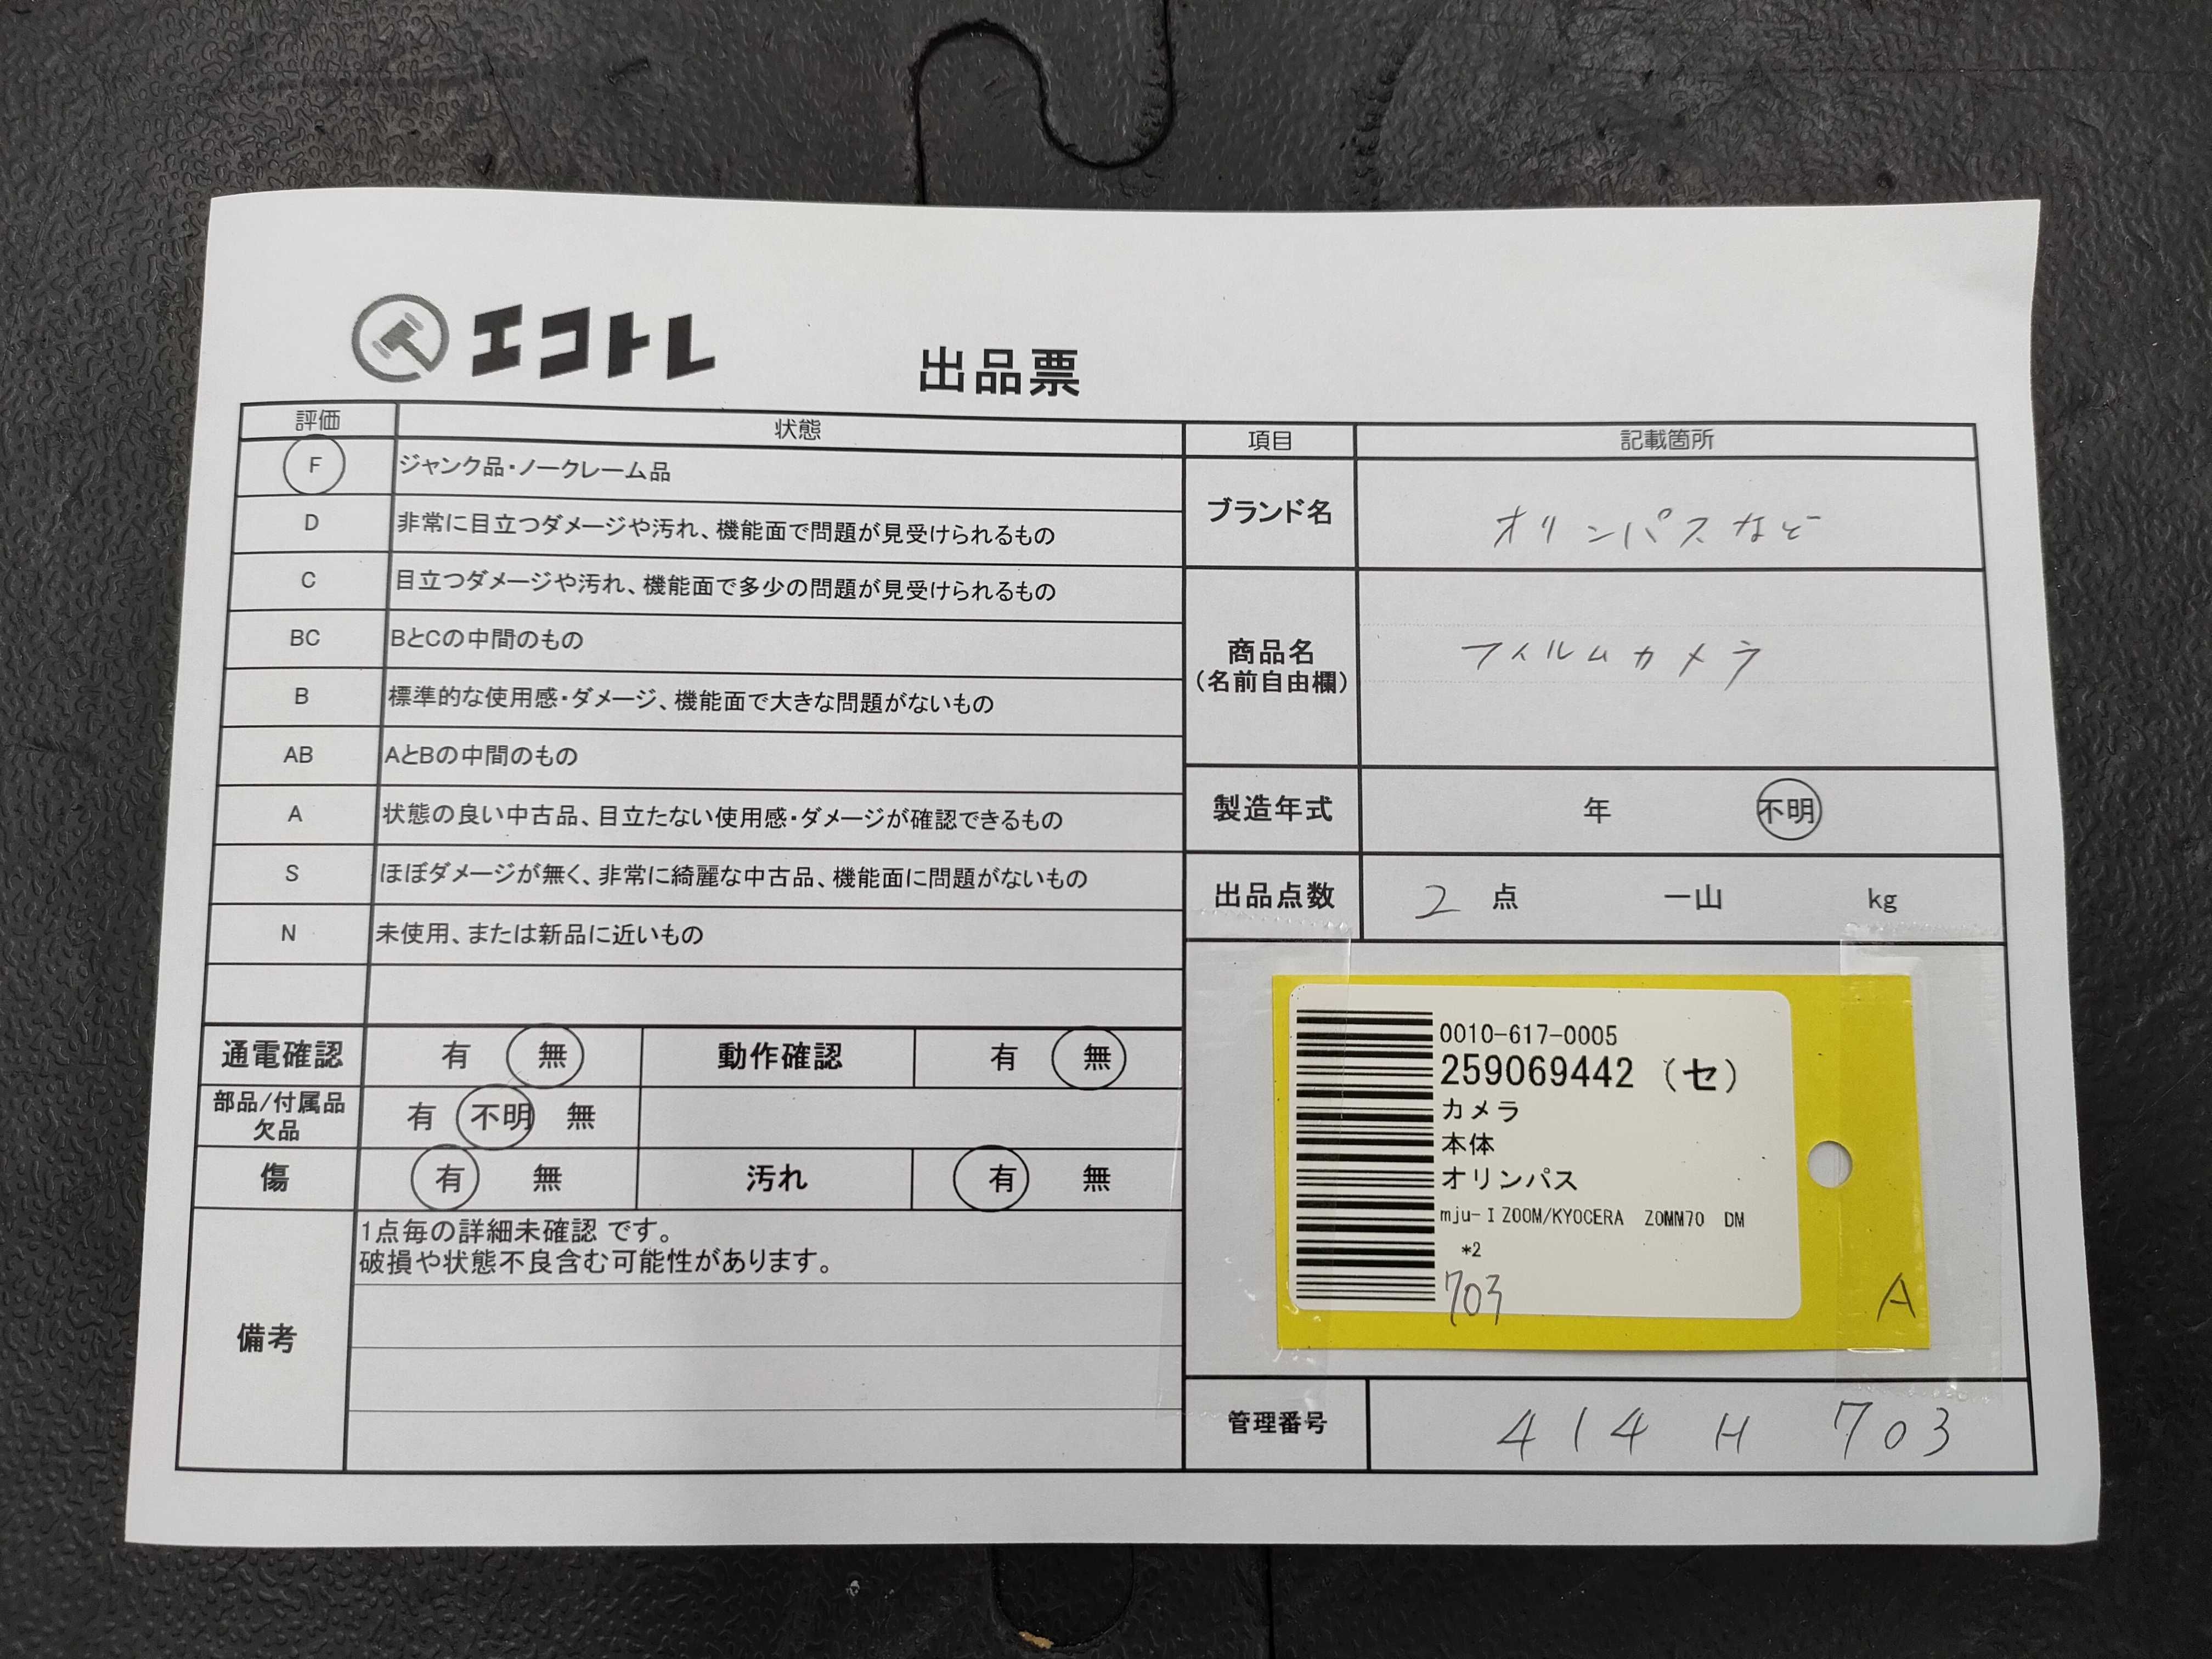 エコトレ
出品票
評価 状態
F ジャンク品・ノークレーム品
D 非常に目立つダメージや汚れ、機能面で問題が見受けられるもの
C 目立つダメージや汚れ、機能面で多少の問題が見受けられるもの
BC BとCの中間のもの
B 標準的な使用感・ダメージ、機能面で大きな問題がないもの
AB AとBの中間のもの
A 状態の良い中古品、目立たない使用感・ダメージが確認できるもの
S ほぼダメージが無く、非常に綺麗な中古品、機能面に問題がないもの
N 未使用、または新品に近いもの
通電確認 有 無 動作確認 有 無
部品/付属品
欠品 有 不明 無
傷 有 無 汚れ 有 無
備考
1点毎の詳細未確認 です。
破損や状態不良含む可能性があります。
項目 記載箇所
ブランド名 オリンパスなど
商品名
(名前自由欄)
フィルムカメラ
製造年式 年 不明
出品点数 2 点 一山 kg
0010-617-0005
259069442 (セ)
カメラ
本体
オリンパス
mju-I ZOOM/KYOCERA ZOMM70 DM
*2
703
A
管理番号 414 H 703